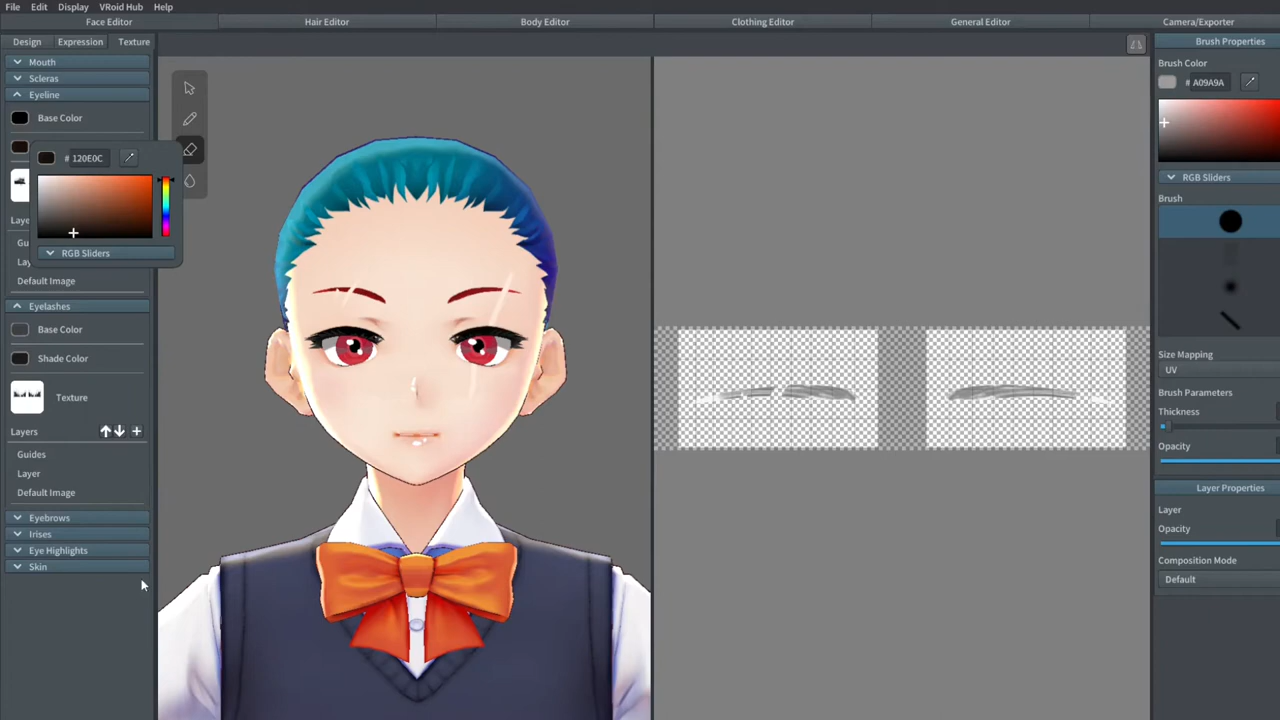 File Edit Display VRoid Hub Help
Face Editor Hair Editor Body Editor Clothing Editor General Editor Camera/Exporter
Design Expression Texture
Mouth
Scleras
Eyeline
Base Color
# 120E0C
RGB Sliders
Laye
Gu
Lay
Default Image
Eyelashes
Base Color
Shade Color
Texture
Layers
Guides
Layer
Default Image
Eyebrows
Irises
Eye Highlights
Skin
Brush Properties
Brush Color
# A09A9A
RGB Sliders
Brush
Size Mapping
UV
Brush Parameters
Thickness
Opacity
Layer Properties
Layer
Opacity
Composition Mode
Default